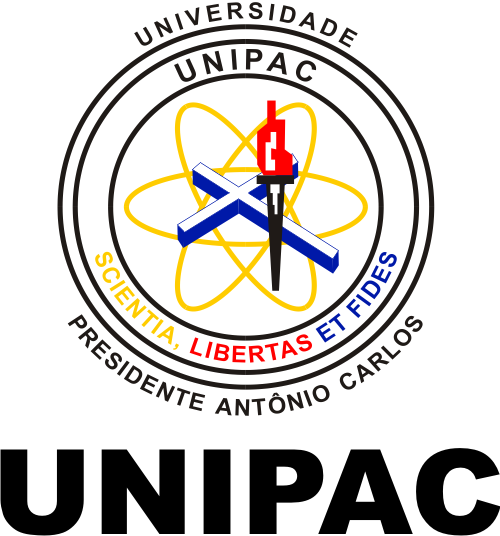 UNIVERSIDADE
UNIPAC
SCIENTIA, LIBERTAS ET FIDES
PRESIDENTE ANTÔNIO CARLOS
UNIPAC